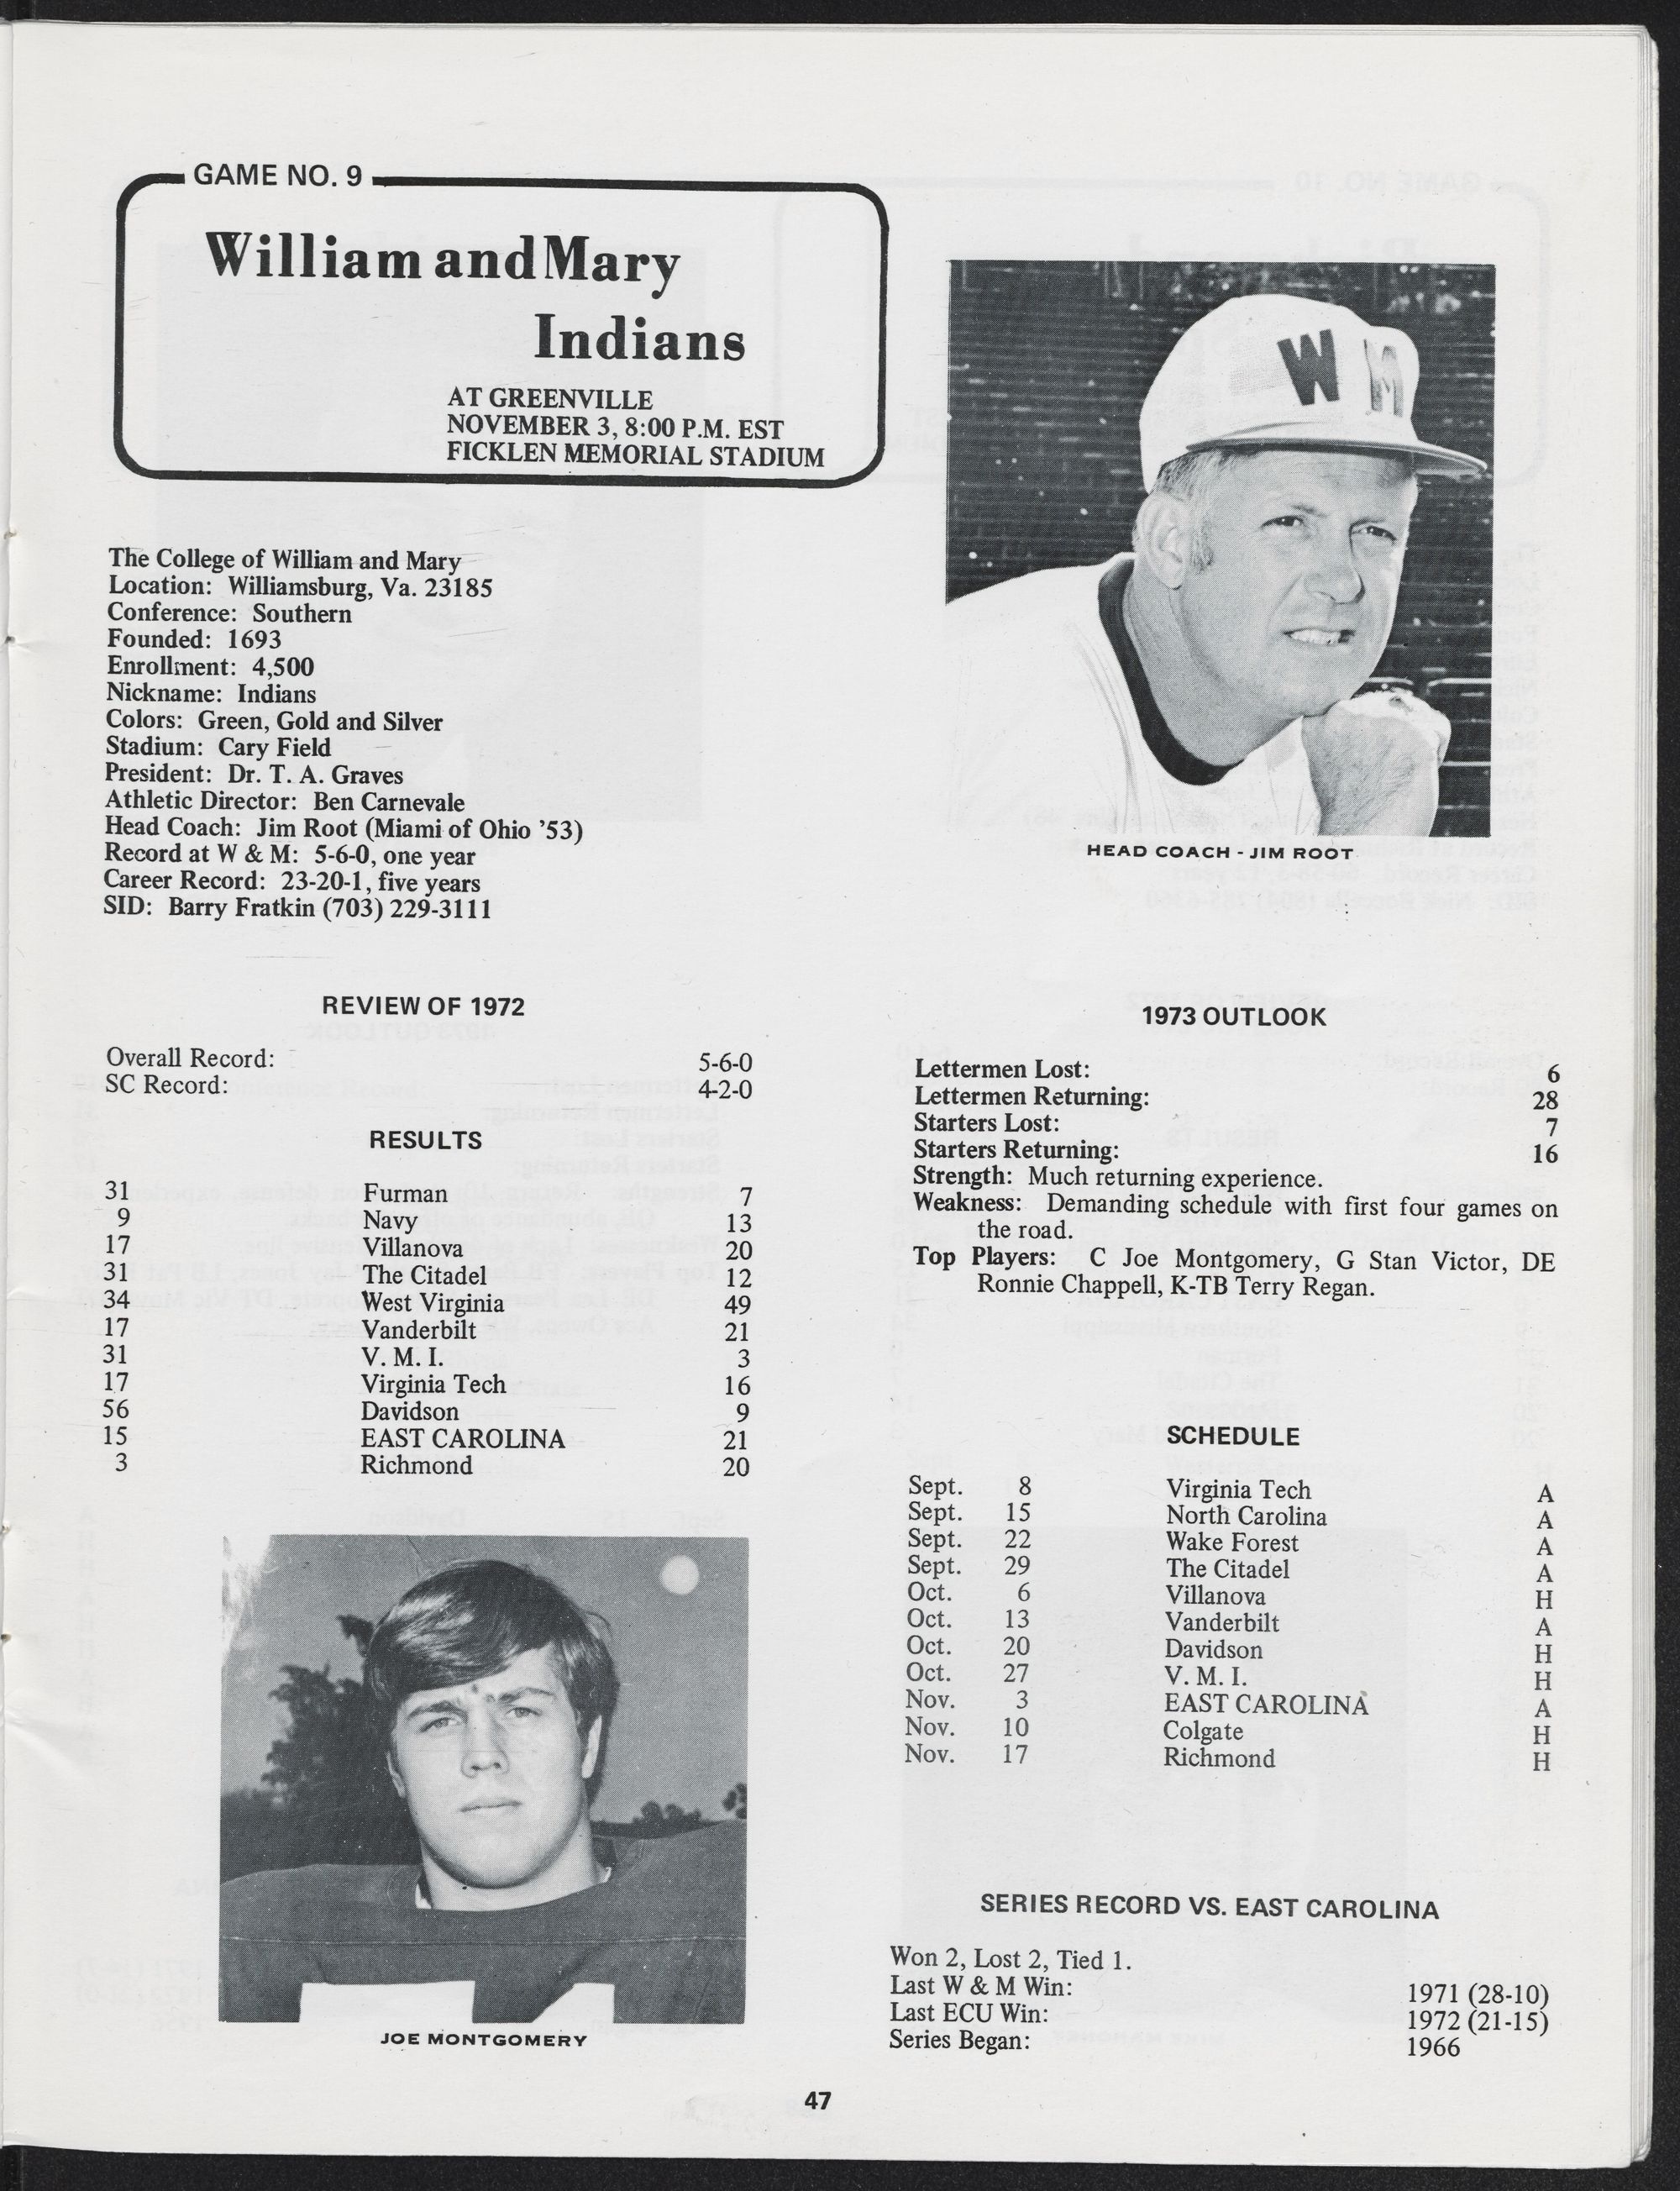 GAME NO. 9
William and Mary
Indians
AT GREENVILLE
NOVEMBER 3, 8:00 P.M. EST
FICKLEN MEMORIAL STADIUM
W M
HEAD COACH - JIM ROOT
The College of William and Mary
Location: Williamsburg, Va. 23185
Conference: Southern
Founded: 1693
Enrollment: 4,500
Nickname: Indians
Colors: Green, Gold and Silver
Stadium: Cary Field
President: Dr. T. A. Graves
Athletic Director: Ben Carnevale
Head Coach: Jim Root (Miami of Ohio ’53)
Record at W & M: 5-6-0, one year
Career Record: 23-20-1, five years
SID: Barry Fratkin (703) 229-3111
REVIEW OF 1972
Overall Record: 5-6-0
SC Record: 4-2-0
RESULTS
31 Furman 7
9 Navy 13
17 Villanova 20
31 The Citadel 12
34 West Virginia 49
17 Vanderbilt 21
31 V. M. I. 3
17 Virginia Tech 16
56 Davidson 9
15 EAST CAROLINA 21
3 Richmond 20
JOE MONTGOMERY
1973 OUTLOOK
Lettermen Lost: 6
Lettermen Returning: 28
Starters Lost: 7
Starters Returning: 16
Strength: Much returning experience.
Weakness: Demanding schedule with first four games on
the road.
Top Players: C Joe Montgomery, G Stan Victor, DE
Ronnie Chappell, K-TB Terry Regan.
SCHEDULE
Sept. 8 Virginia Tech A
Sept. 15 North Carolina A
Sept. 22 Wake Forest A
Sept. 29 The Citadel A
Oct. 6 Villanova H
Oct. 13 Vanderbilt A
Oct. 20 Davidson H
Oct. 27 V. M. I. H
Nov. 3 EAST CAROLINA A
Nov. 10 Colgate H
Nov. 17 Richmond H
SERIES RECORD VS. EAST CAROLINA
Won 2, Lost 2, Tied 1.
Last W & M Win: 1971 (28-10)
Last ECU Win: 1972 (21-15)
Series Began: 1966
47